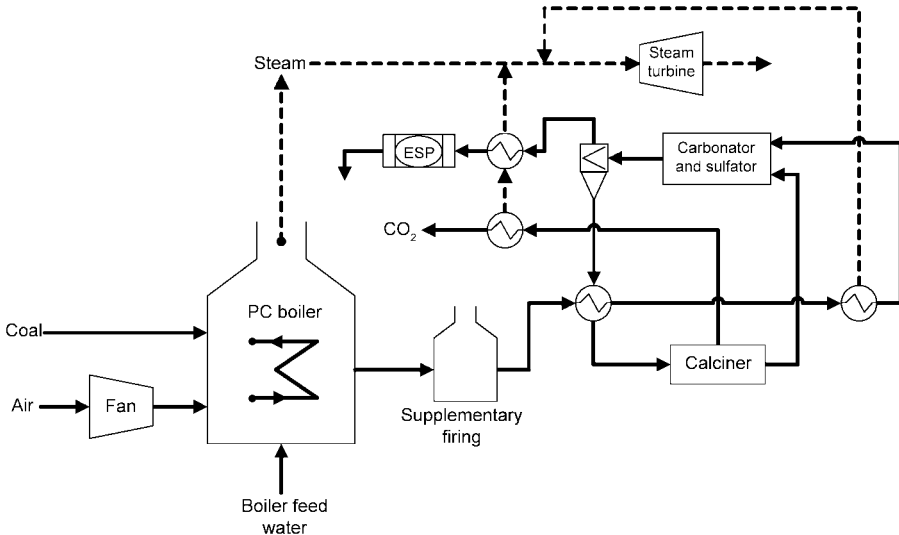 Steam
Steam
turbine
ESP
Carbonator
and sulfator
CO2
PC boiler
Coal
Calciner
Air
Fan
Supplementary
firing
Boiler feed
water